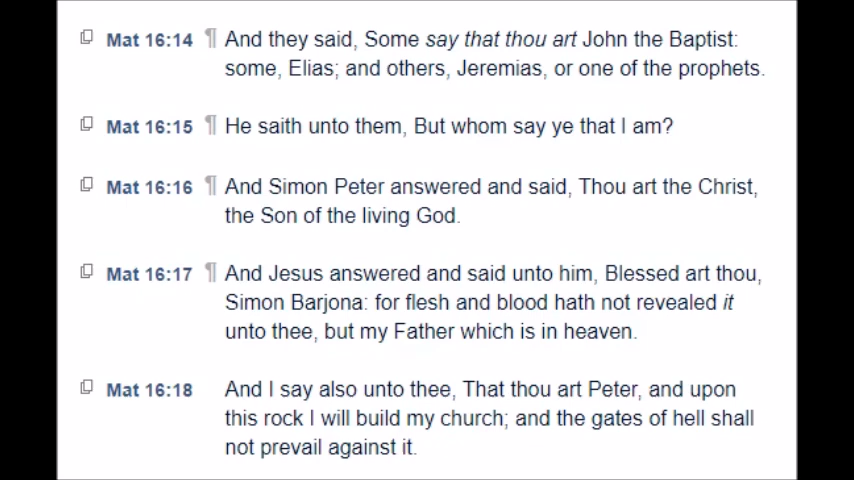 Mat 16:14 ¶ And they said, Some say that thou art John the Baptist:
some, Elias; and others, Jeremias, or one of the prophets.
Mat 16:15 ¶ He saith unto them, But whom say ye that I am?
Mat 16:16 ¶ And Simon Peter answered and said, Thou art the Christ,
the Son of the living God.
Mat 16:17 ¶ And Jesus answered and said unto him, Blessed art thou,
Simon Barjona: for flesh and blood hath not revealed it
unto thee, but my Father which is in heaven.
Mat 16:18 And I say also unto thee, That thou art Peter, and upon
this rock I will build my church; and the gates of hell shall
not prevail against it.